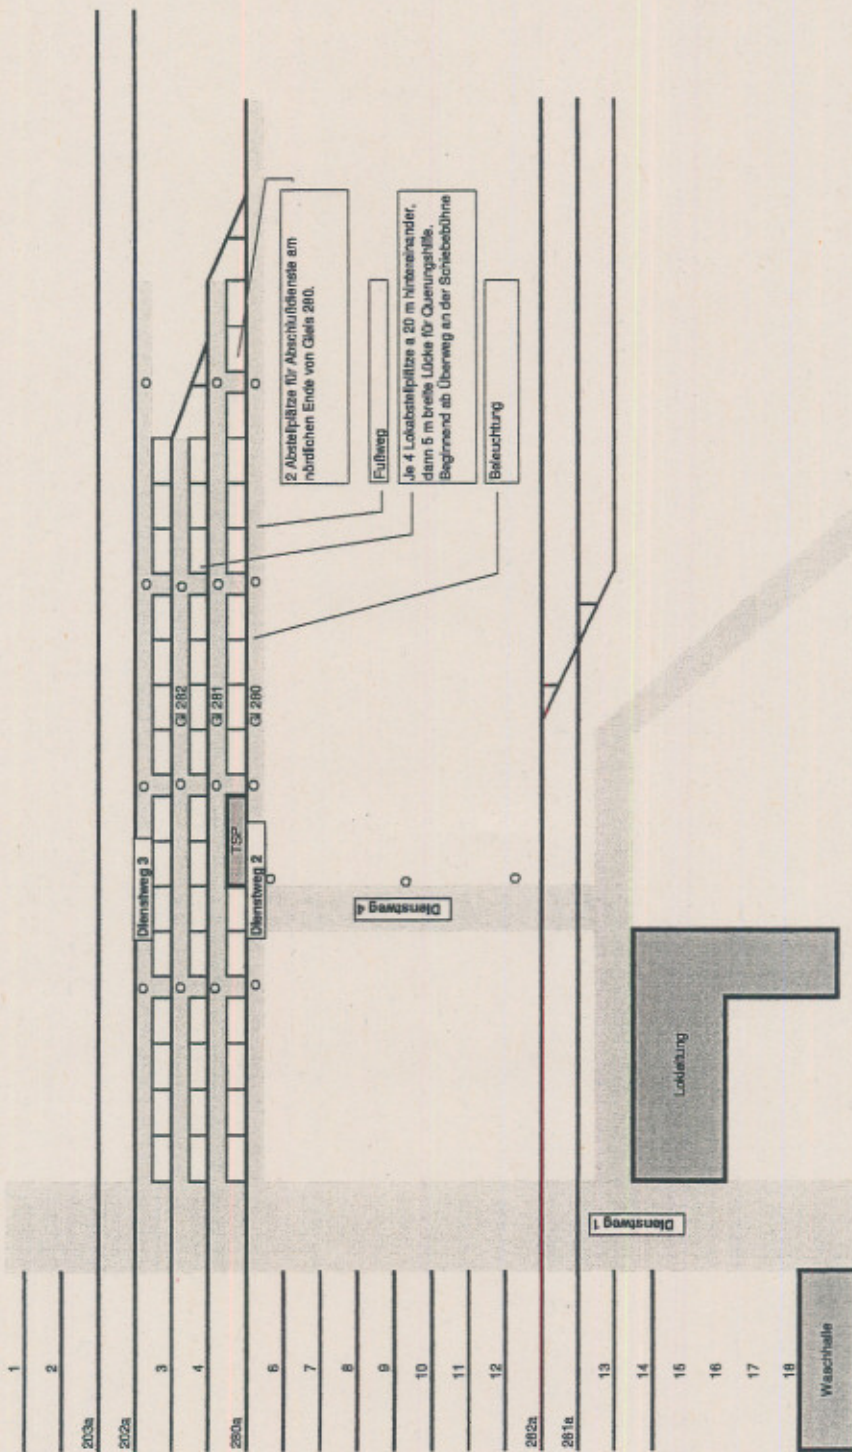 2 Abstellplätze für Abschlußdienste am
nördlichen Ende von Gleis 280.
Fußweg
Je 4 Lokabstellplätze a 20 m hintereinander,
dann 5 m breite Lücke für Querungshilfe.
Beginnend ab Überweg an der Schiebebühne
Beleuchtung
Gl 282
Gl 281
Gl 280
Dienstweg 3
TSP
Dienstweg 2
Dienstweg 4
Lokleitung
Dienstweg 1
1
2
203a
202a
3
4
280a
6
7
8
9
10
11
12
282a
281a
13
14
15
16
17
18
Waschhalle